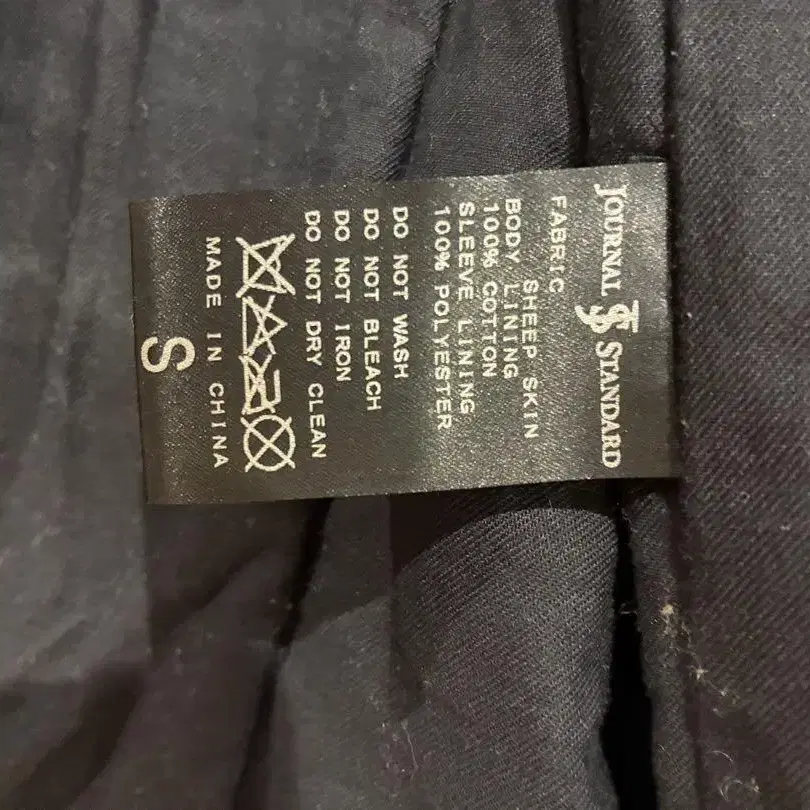 JOURNAL JS STANDARD
FABRIC
SHEEP SKIN
BODY LINING
100% COTTON
SLEEVE LINING
100% POLYESTER
DO NOT WASH
DO NOT BLEACH
DO NOT IRON
DO NOT DRY CLEAN
MADE IN CHINA
S